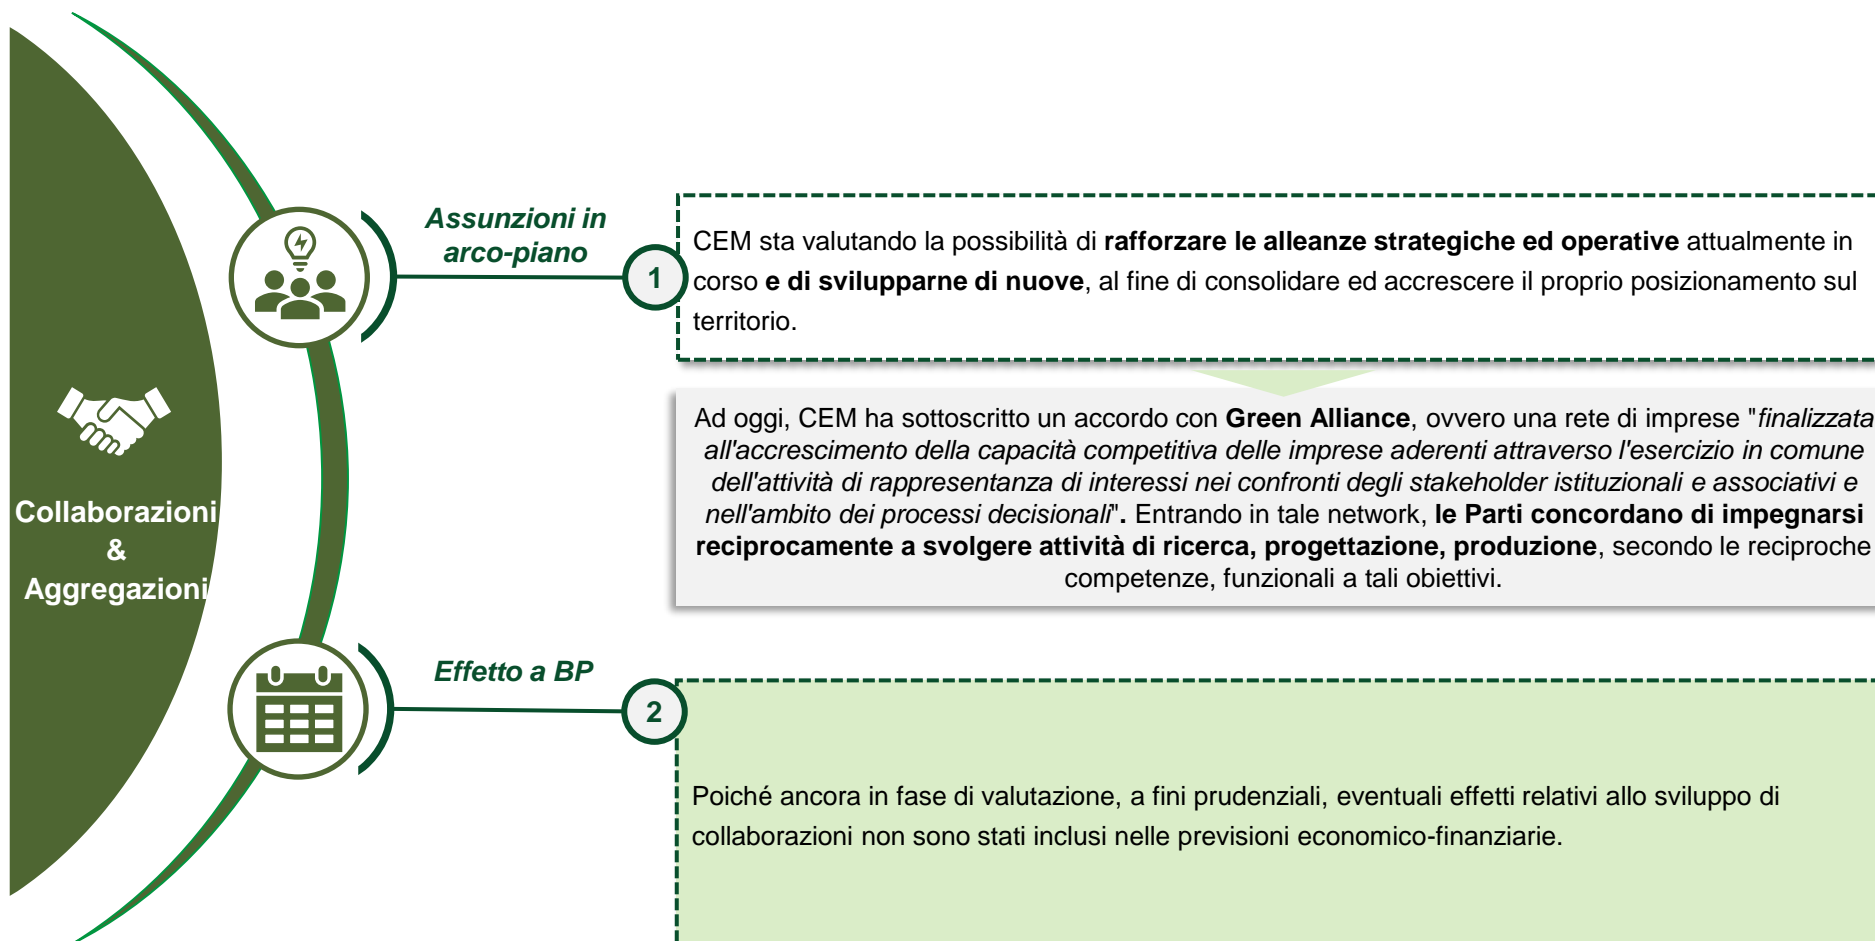 Collaborazioni
&
Aggregazioni
Assunzioni in
arco-piano
1
CEM sta valutando la possibilità di rafforzare le alleanze strategiche ed operative attualmente in
corso e di svilupparne di nuove, al fine di consolidare ed accrescere il proprio posizionamento sul
territorio.
Ad oggi, CEM ha sottoscritto un accordo con Green Alliance, ovvero una rete di imprese "finalizzata
all'accrescimento della capacità competitiva delle imprese aderenti attraverso l'esercizio in comune
dell'attività di rappresentanza di interessi nei confronti degli stakeholder istituzionali e associativi e
nell'ambito dei processi decisionali". Entrando in tale network, le Parti concordano di impegnarsi
reciprocamente a svolgere attività di ricerca, progettazione, produzione, secondo le reciproche
competenze, funzionali a tali obiettivi.
Effetto a BP
2
Poiché ancora in fase di valutazione, a fini prudenziali, eventuali effetti relativi allo sviluppo di
collaborazioni non sono stati inclusi nelle previsioni economico-finanziarie.